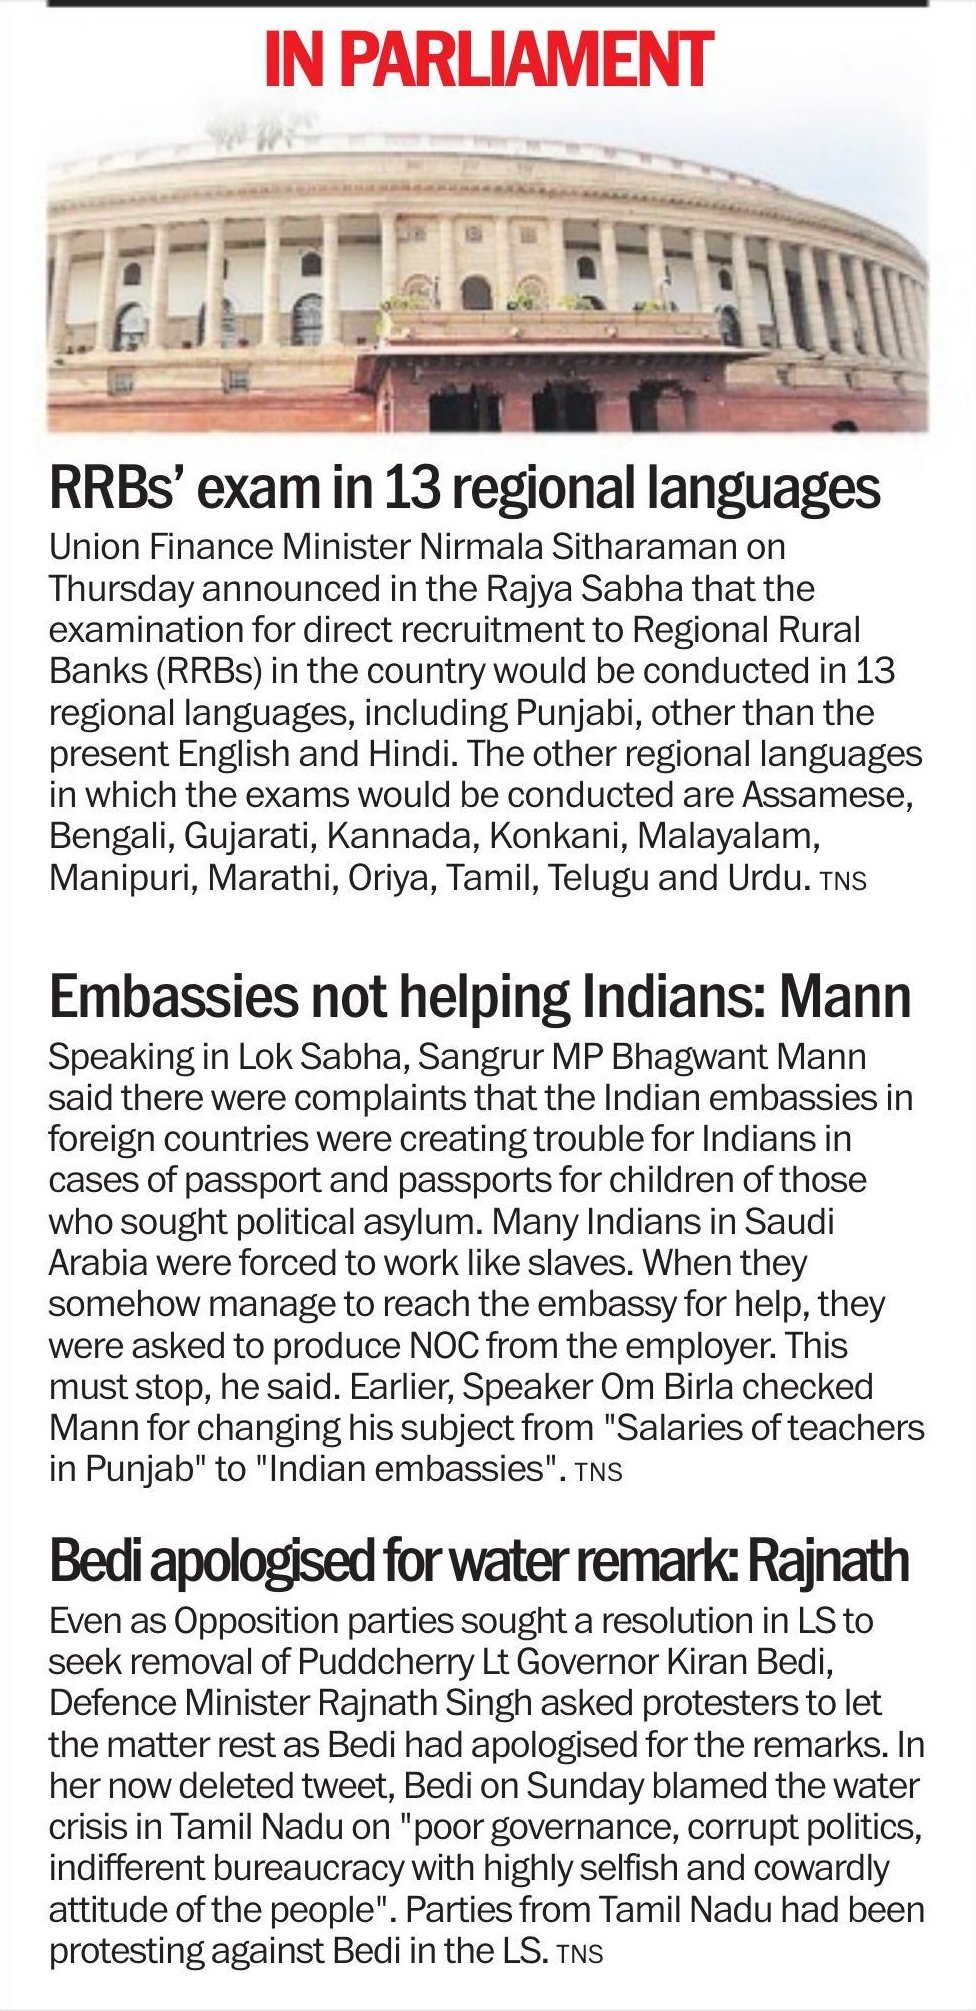 IN PARLIAMENT
RRBs’ exam in 13 regional languages
Union Finance Minister Nirmala Sitharaman on
Thursday announced in the Rajya Sabha that the
examination for direct recruitment to Regional Rural
Banks (RRBs) in the country would be conducted in 13
regional languages, including Punjabi, other than the
present English and Hindi. The other regional languages
in which the exams would be conducted are Assamese,
Bengali, Gujarati, Kannada, Konkani, Malayalam,
Manipuri, Marathi, Oriya, Tamil, Telugu and Urdu. TNS
Embassies not helping Indians: Mann
Speaking in Lok Sabha, Sangrur MP Bhagwant Mann
said there were complaints that the Indian embassies in
foreign countries were creating trouble for Indians in
cases of passport and passports for children of those
who sought political asylum. Many Indians in Saudi
Arabia were forced to work like slaves. When they
somehow manage to reach the embassy for help, they
were asked to produce NOC from the employer. This
must stop, he said. Earlier, Speaker Om Birla checked
Mann for changing his subject from "Salaries of teachers
in Punjab" to "Indian embassies". TNS
Bedi apologised for water remark: Rajnath
Even as Opposition parties sought a resolution in LS to
seek removal of Puddcherry Lt Governor Kiran Bedi,
Defence Minister Rajnath Singh asked protesters to let
the matter rest as Bedi had apologised for the remarks. In
her now deleted tweet, Bedi on Sunday blamed the water
crisis in Tamil Nadu on "poor governance, corrupt politics,
indifferent bureaucracy with highly selfish and cowardly
attitude of the people". Parties from Tamil Nadu had been
protesting against Bedi in the LS. TNS